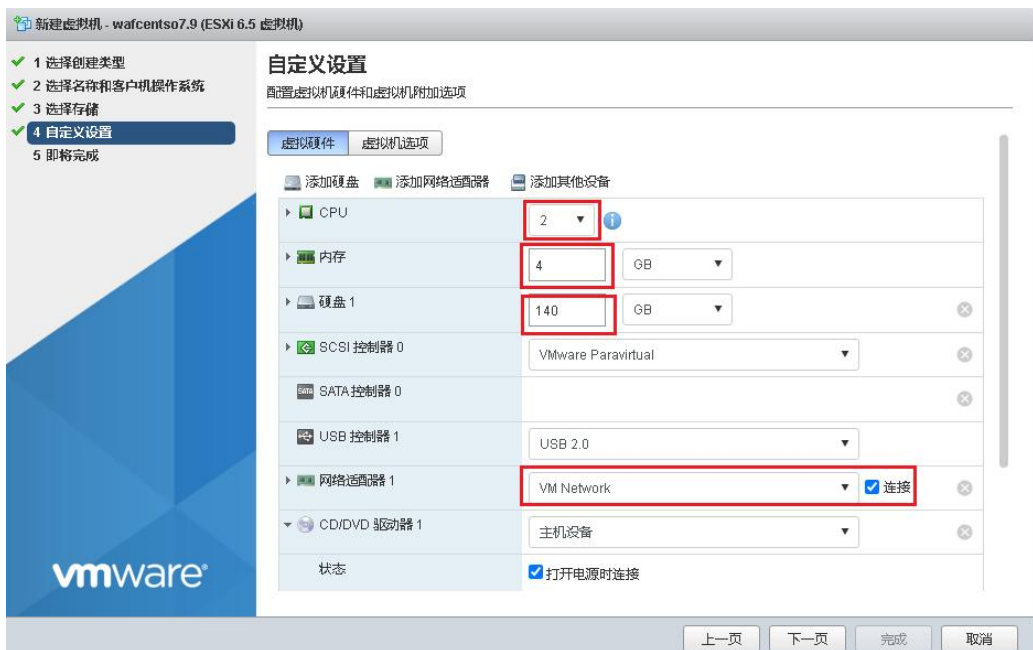 新建虚拟机 - wafcentso7.9 (ESXi 6.5 虚拟机)
1 选择创建类型
2 选择名称和客户机操作系统
3 选择存储
4 自定义设置
5 即将完成
自定义设置
配置虚拟机硬件和虚拟机附加选项
虚拟硬件 虚拟机选项
添加硬盘 添加网络适配器 添加其他设备
CPU 2
内存 4 GB
硬盘 1 140 GB
SCSI 控制器 0 VMware Paravirtual
SATA SATA 控制器 0
USB 控制器 1 USB 2.0
网络适配器 1 VM Network 连接
CD/DVD 驱动器 1 主机设备
状态 打开电源时连接
vmware®
上一页 下一页 完成 取消